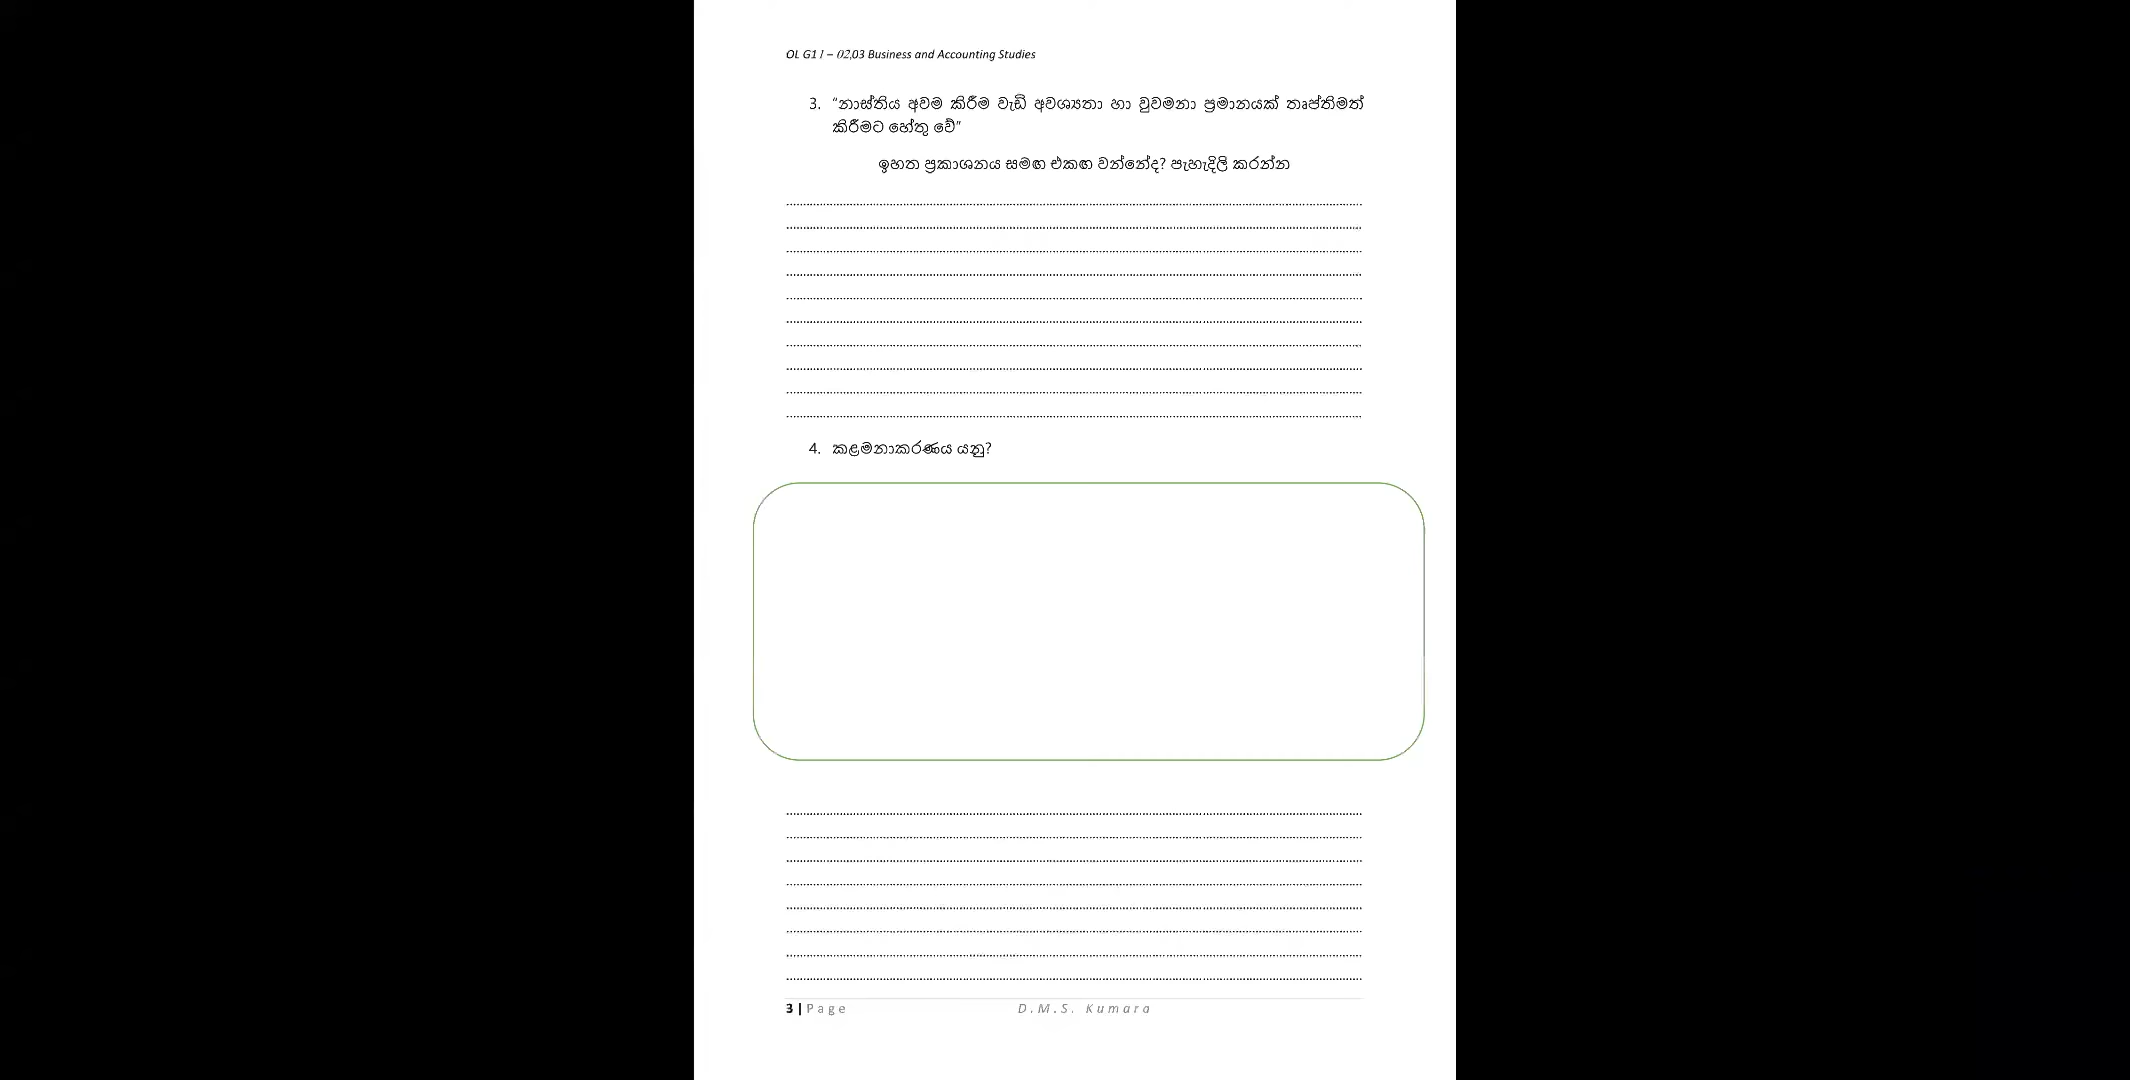 OL G11 – 02,03 Business and Accounting Studies
3. “නාස්තිය අවම කිරීම වැඩි අවශ්‍යතා හා වුවමනා ප්‍රමානයක් තෘප්තිමත්
කිරීමට හේතු වේ”
ඉහත ප්‍රකාශනය සමඟ එකඟ වන්නේද? පැහැදිලි කරන්න
4. කළමනාකරණය යනු?
3 | Page D.M.S. Kumara